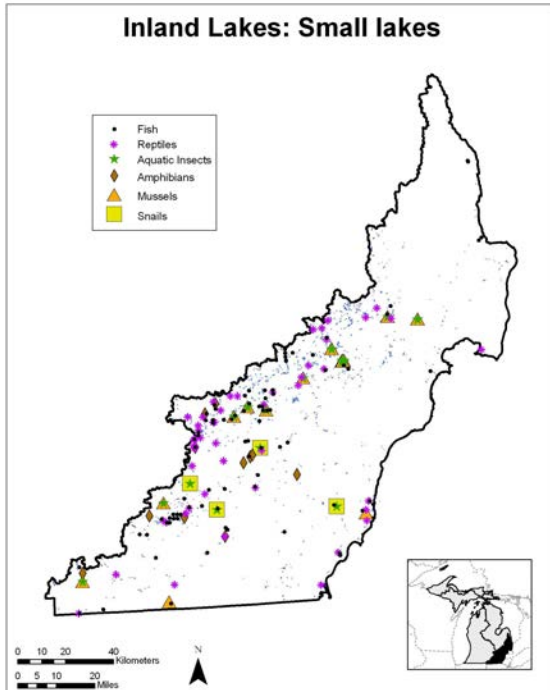 Inland Lakes: Small lakes
Fish
Reptiles
Aquatic Insects
Amphibians
Mussels
Snails
0 10 20 40
Kilometers
0 5 10 20
Miles
N